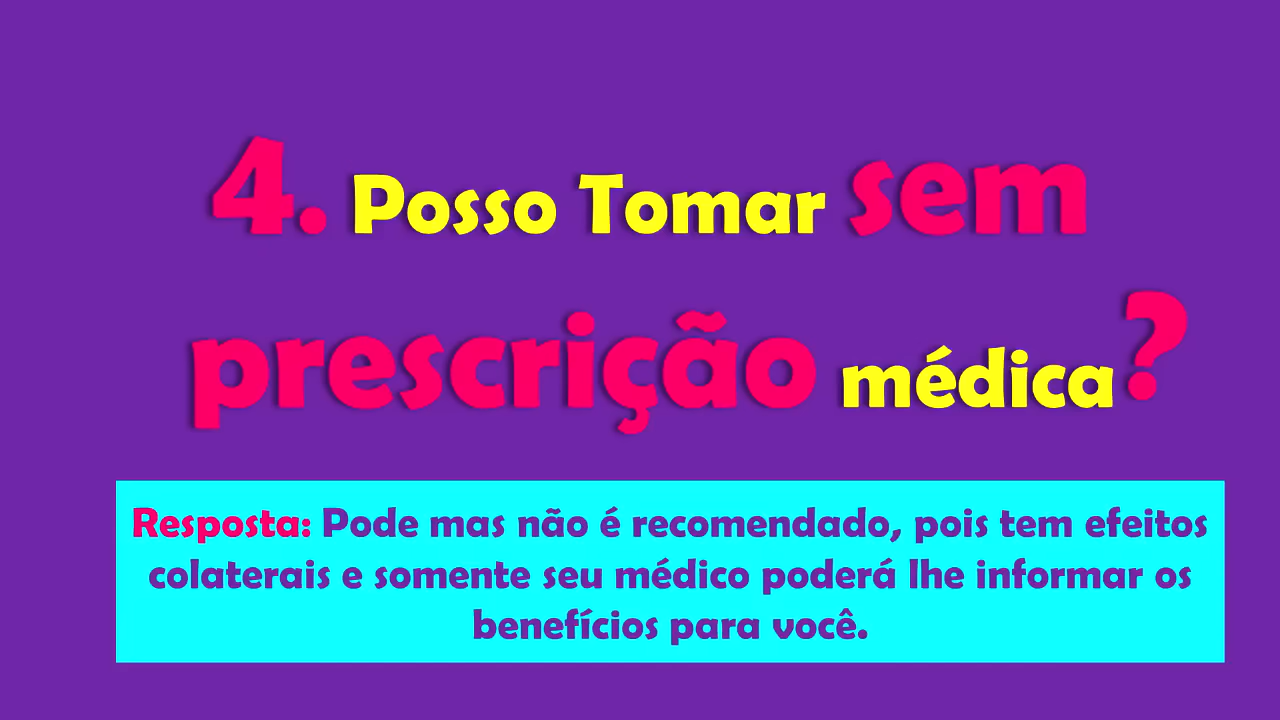 4. Posso Tomar sem
prescrição médica?
Resposta: Pode mas não é recomendado, pois tem efeitos
colaterais e somente seu médico poderá lhe informar os
benefícios para você.